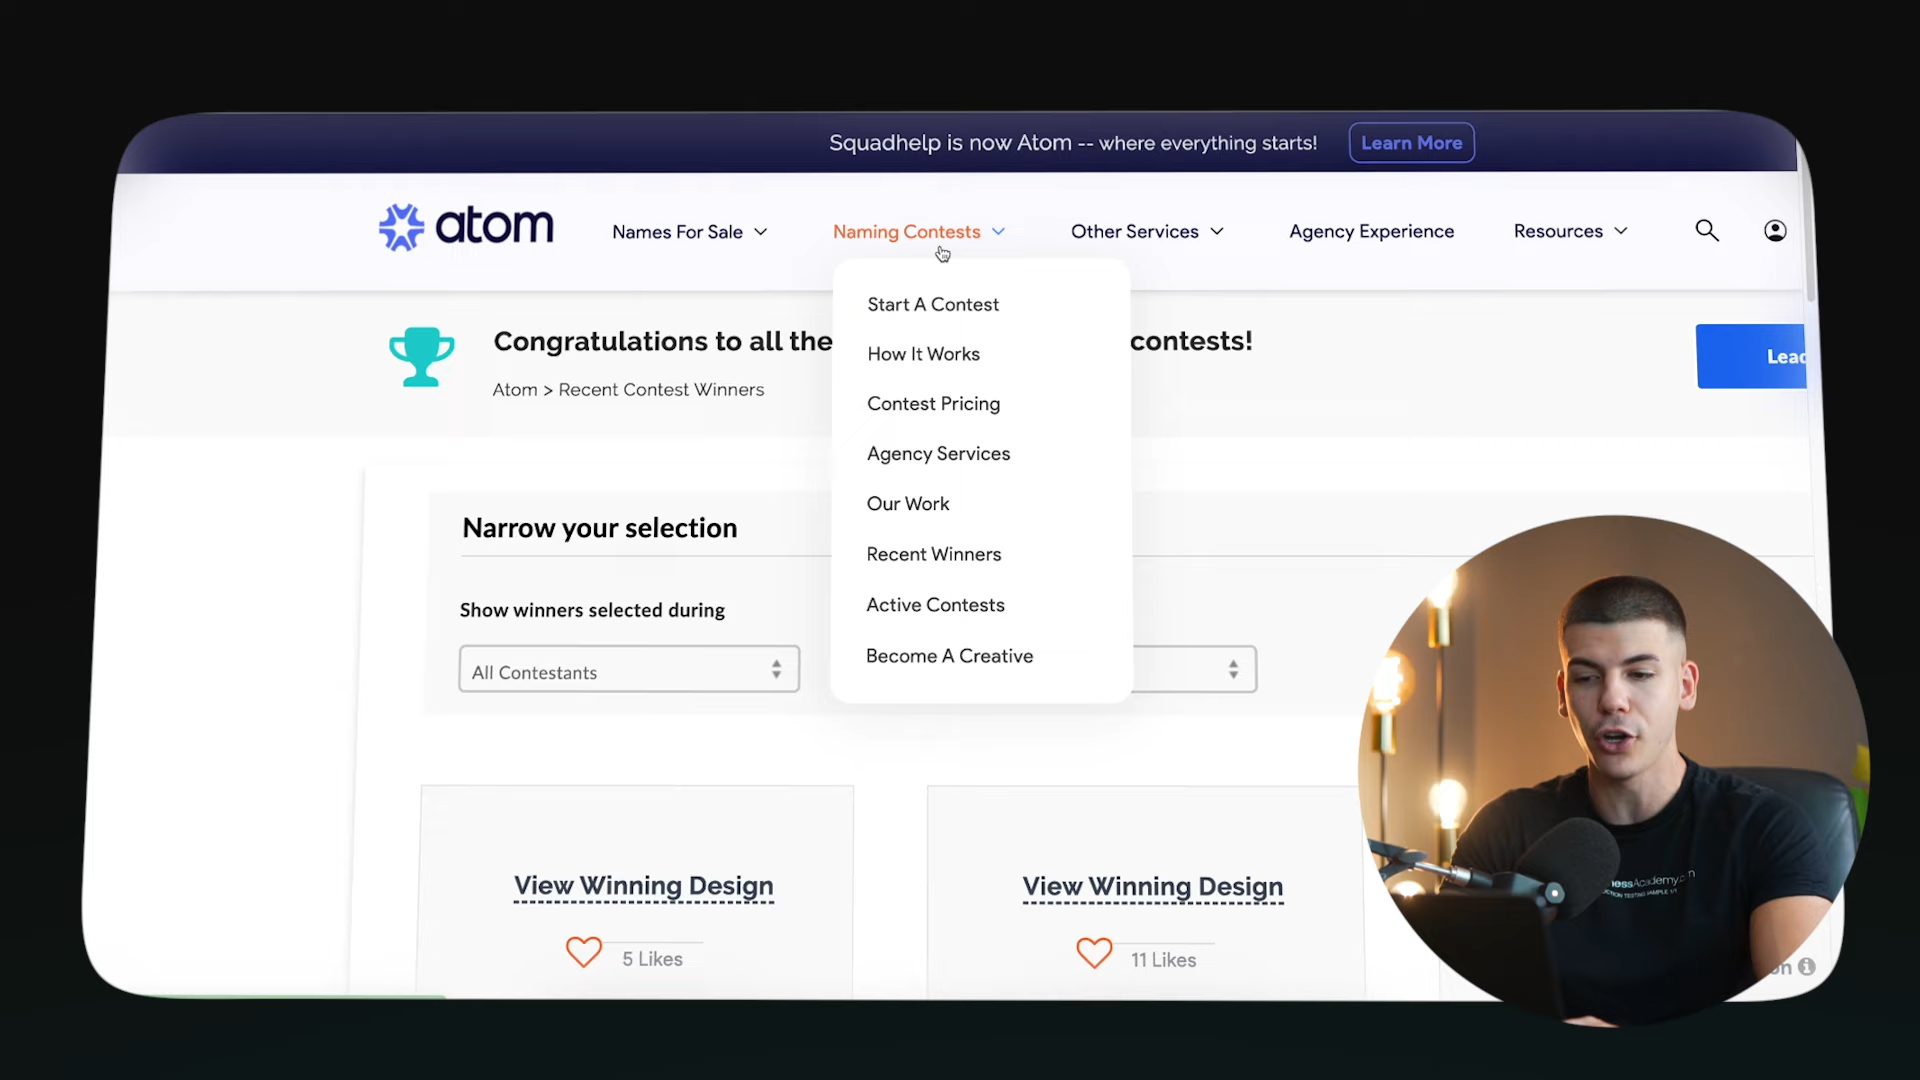 Squadhelp is now Atom -- where everything starts! Learn More
atom Names For Sale Naming Contests Other Services Agency Experience Resources
Start A Contest
How It Works
Contest Pricing
Agency Services
Our Work
Recent Winners
Active Contests
Become A Creative
Congratulations to all the contests!
Atom > Recent Contest Winners
Narrow your selection
Show winners selected during
All Contestants
View Winning Design
5 Likes
View Winning Design
11 Likes